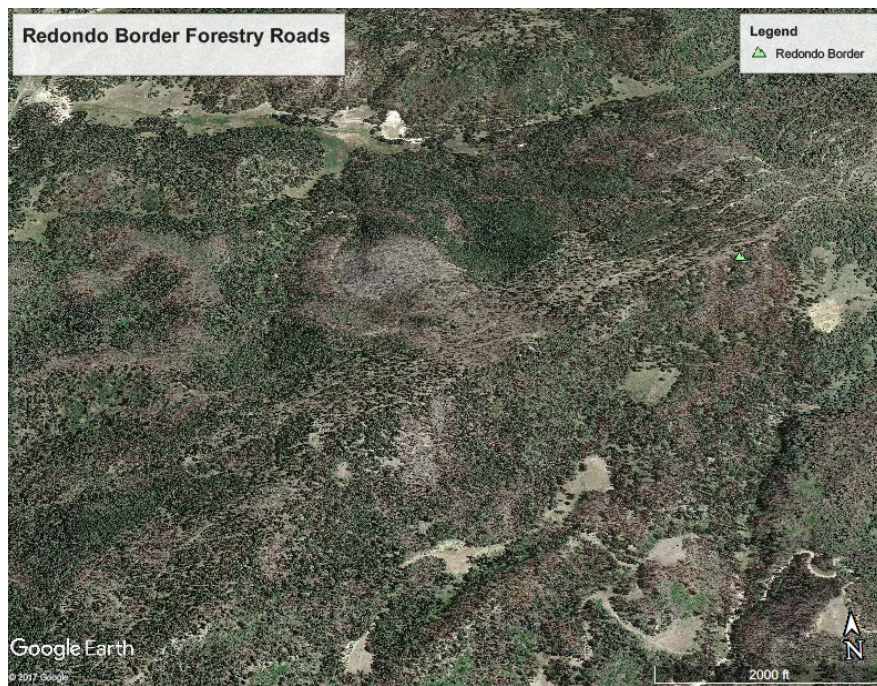 Redondo Border Forestry Roads
Legend
Redondo Border
Google Earth
© 2017 Google
N
2000 ft